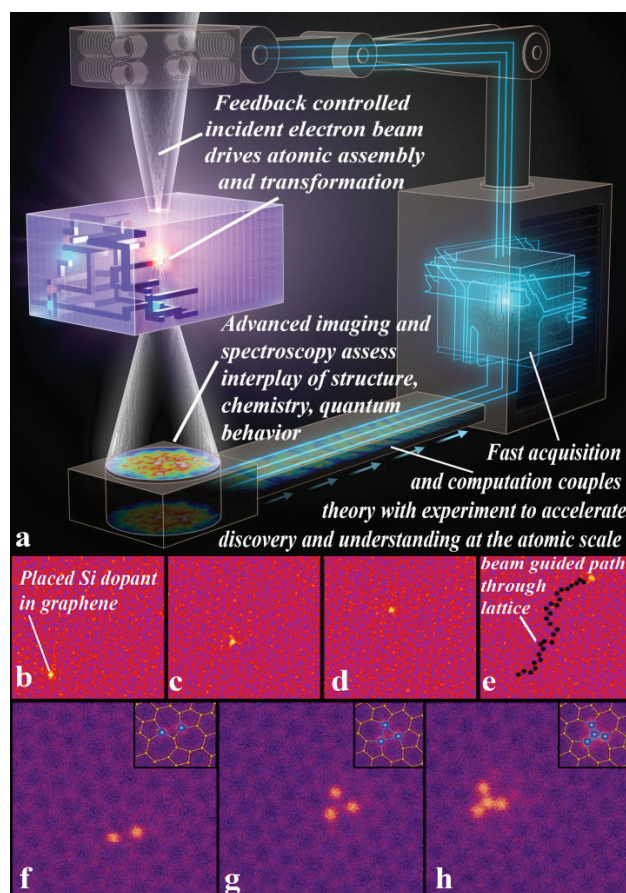 Feedback controlled
incident electron beam
drives atomic assembly
and transformation
Advanced imaging and
spectroscopy assess
interplay of structure,
chemistry, quantum
behavior
Fast acquisition
and computation couples
theory with experiment to accelerate
discovery and understanding at the atomic scale
a
Placed Si dopant
in graphene
b
c
d
beam guided path
through
lattice
e
f
g
h